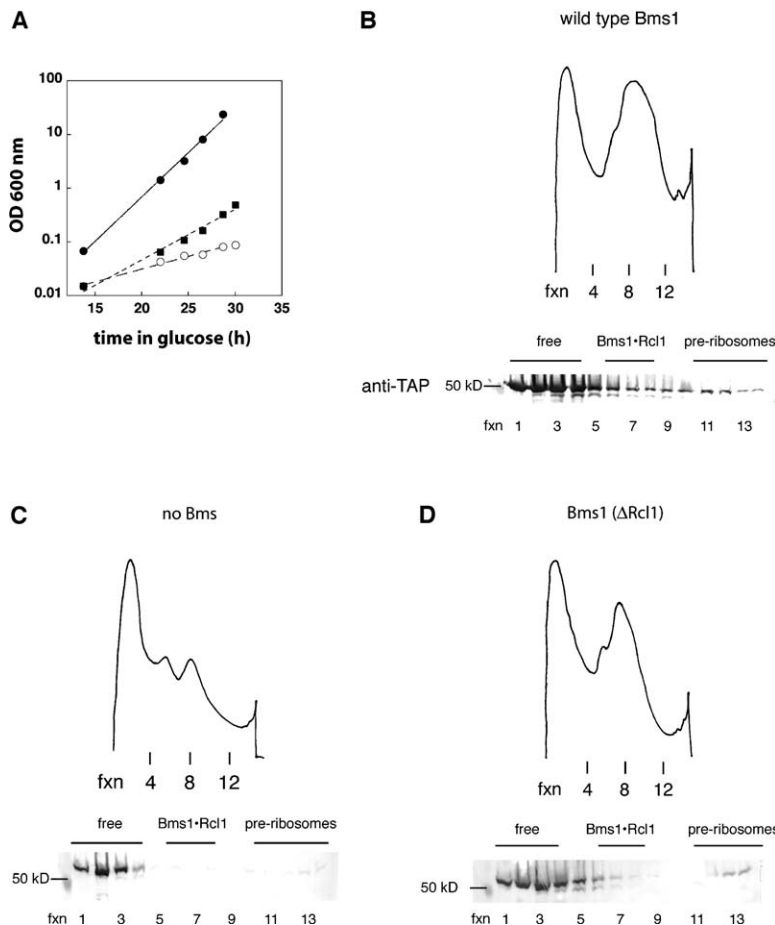 A
OD 600 nm
100
10
1
0.1
0.01
15 20 25 30 35
time in glucose (h)
B
wild type Bms1
fxn 4 8 12
free Bms1•Rcl1 pre-ribosomes
anti-TAP 50 kD
fxn 1 3 5 7 9 11 13
C
no Bms
fxn 4 8 12
free Bms1•Rcl1 pre-ribosomes
50 kD
fxn 1 3 5 7 9 11 13
D
Bms1 (ΔRcl1)
fxn 4 8 12
free Bms1•Rcl1 pre-ribosomes
50 kD
fxn 1 3 5 7 9 11 13